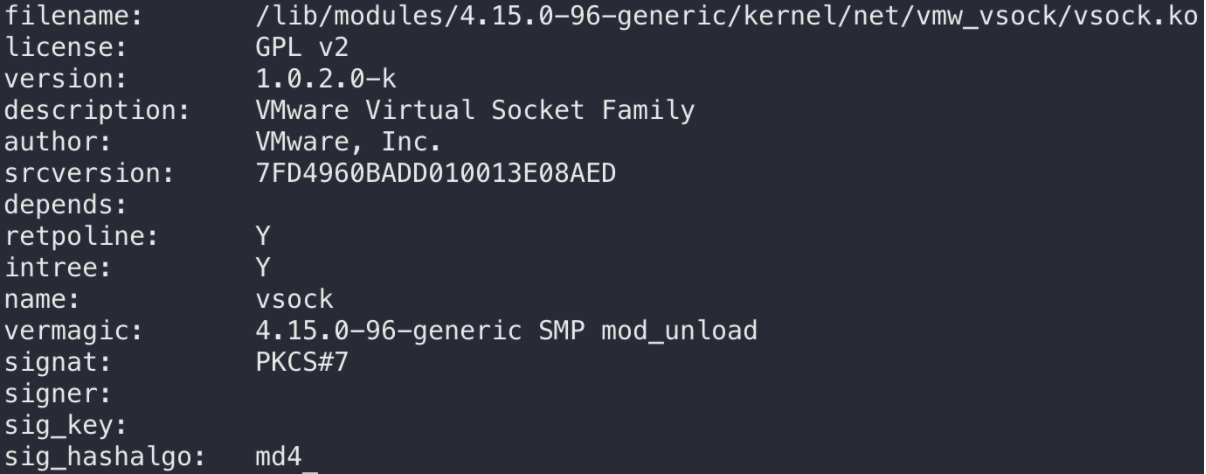 filename: /lib/modules/4.15.0-96-generic/kernel/net/vmw_vsock/vsock.ko
license: GPL v2
version: 1.0.2.0-k
description: VMware Virtual Socket Family
author: VMware, Inc.
srcversion: 7FD4960BADD010013E08AED
depends:
retpoline: Y
intree: Y
name: vsock
vermagic: 4.15.0-96-generic SMP mod_unload
signat: PKCS#7
signer:
sig_key:
sig_hashalgo: md4_